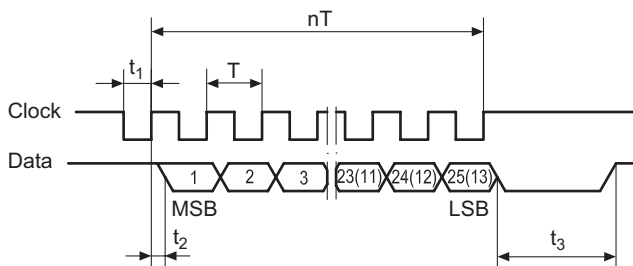 nT
t1 T
Clock
Data
1 2 3 23(11) 24(12) 25(13)
MSB LSB
t2 t3